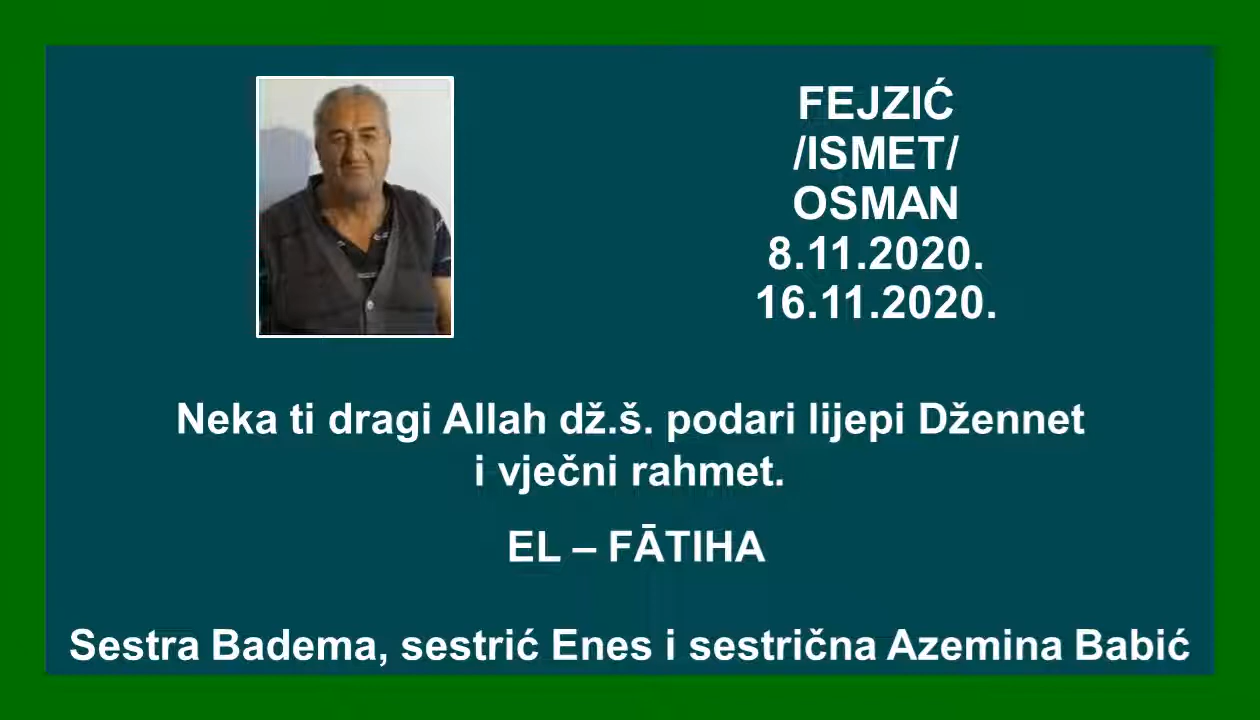 FEJZIĆ
/ISMET/
OSMAN
8.11.2020.
16.11.2020.
Neka ti dragi Allah dž.š. podari lijepi Džennet
i vječni rahmet.
EL – FĀTIHA
Sestra Badema, sestrić Enes i sestrična Azemina Babić